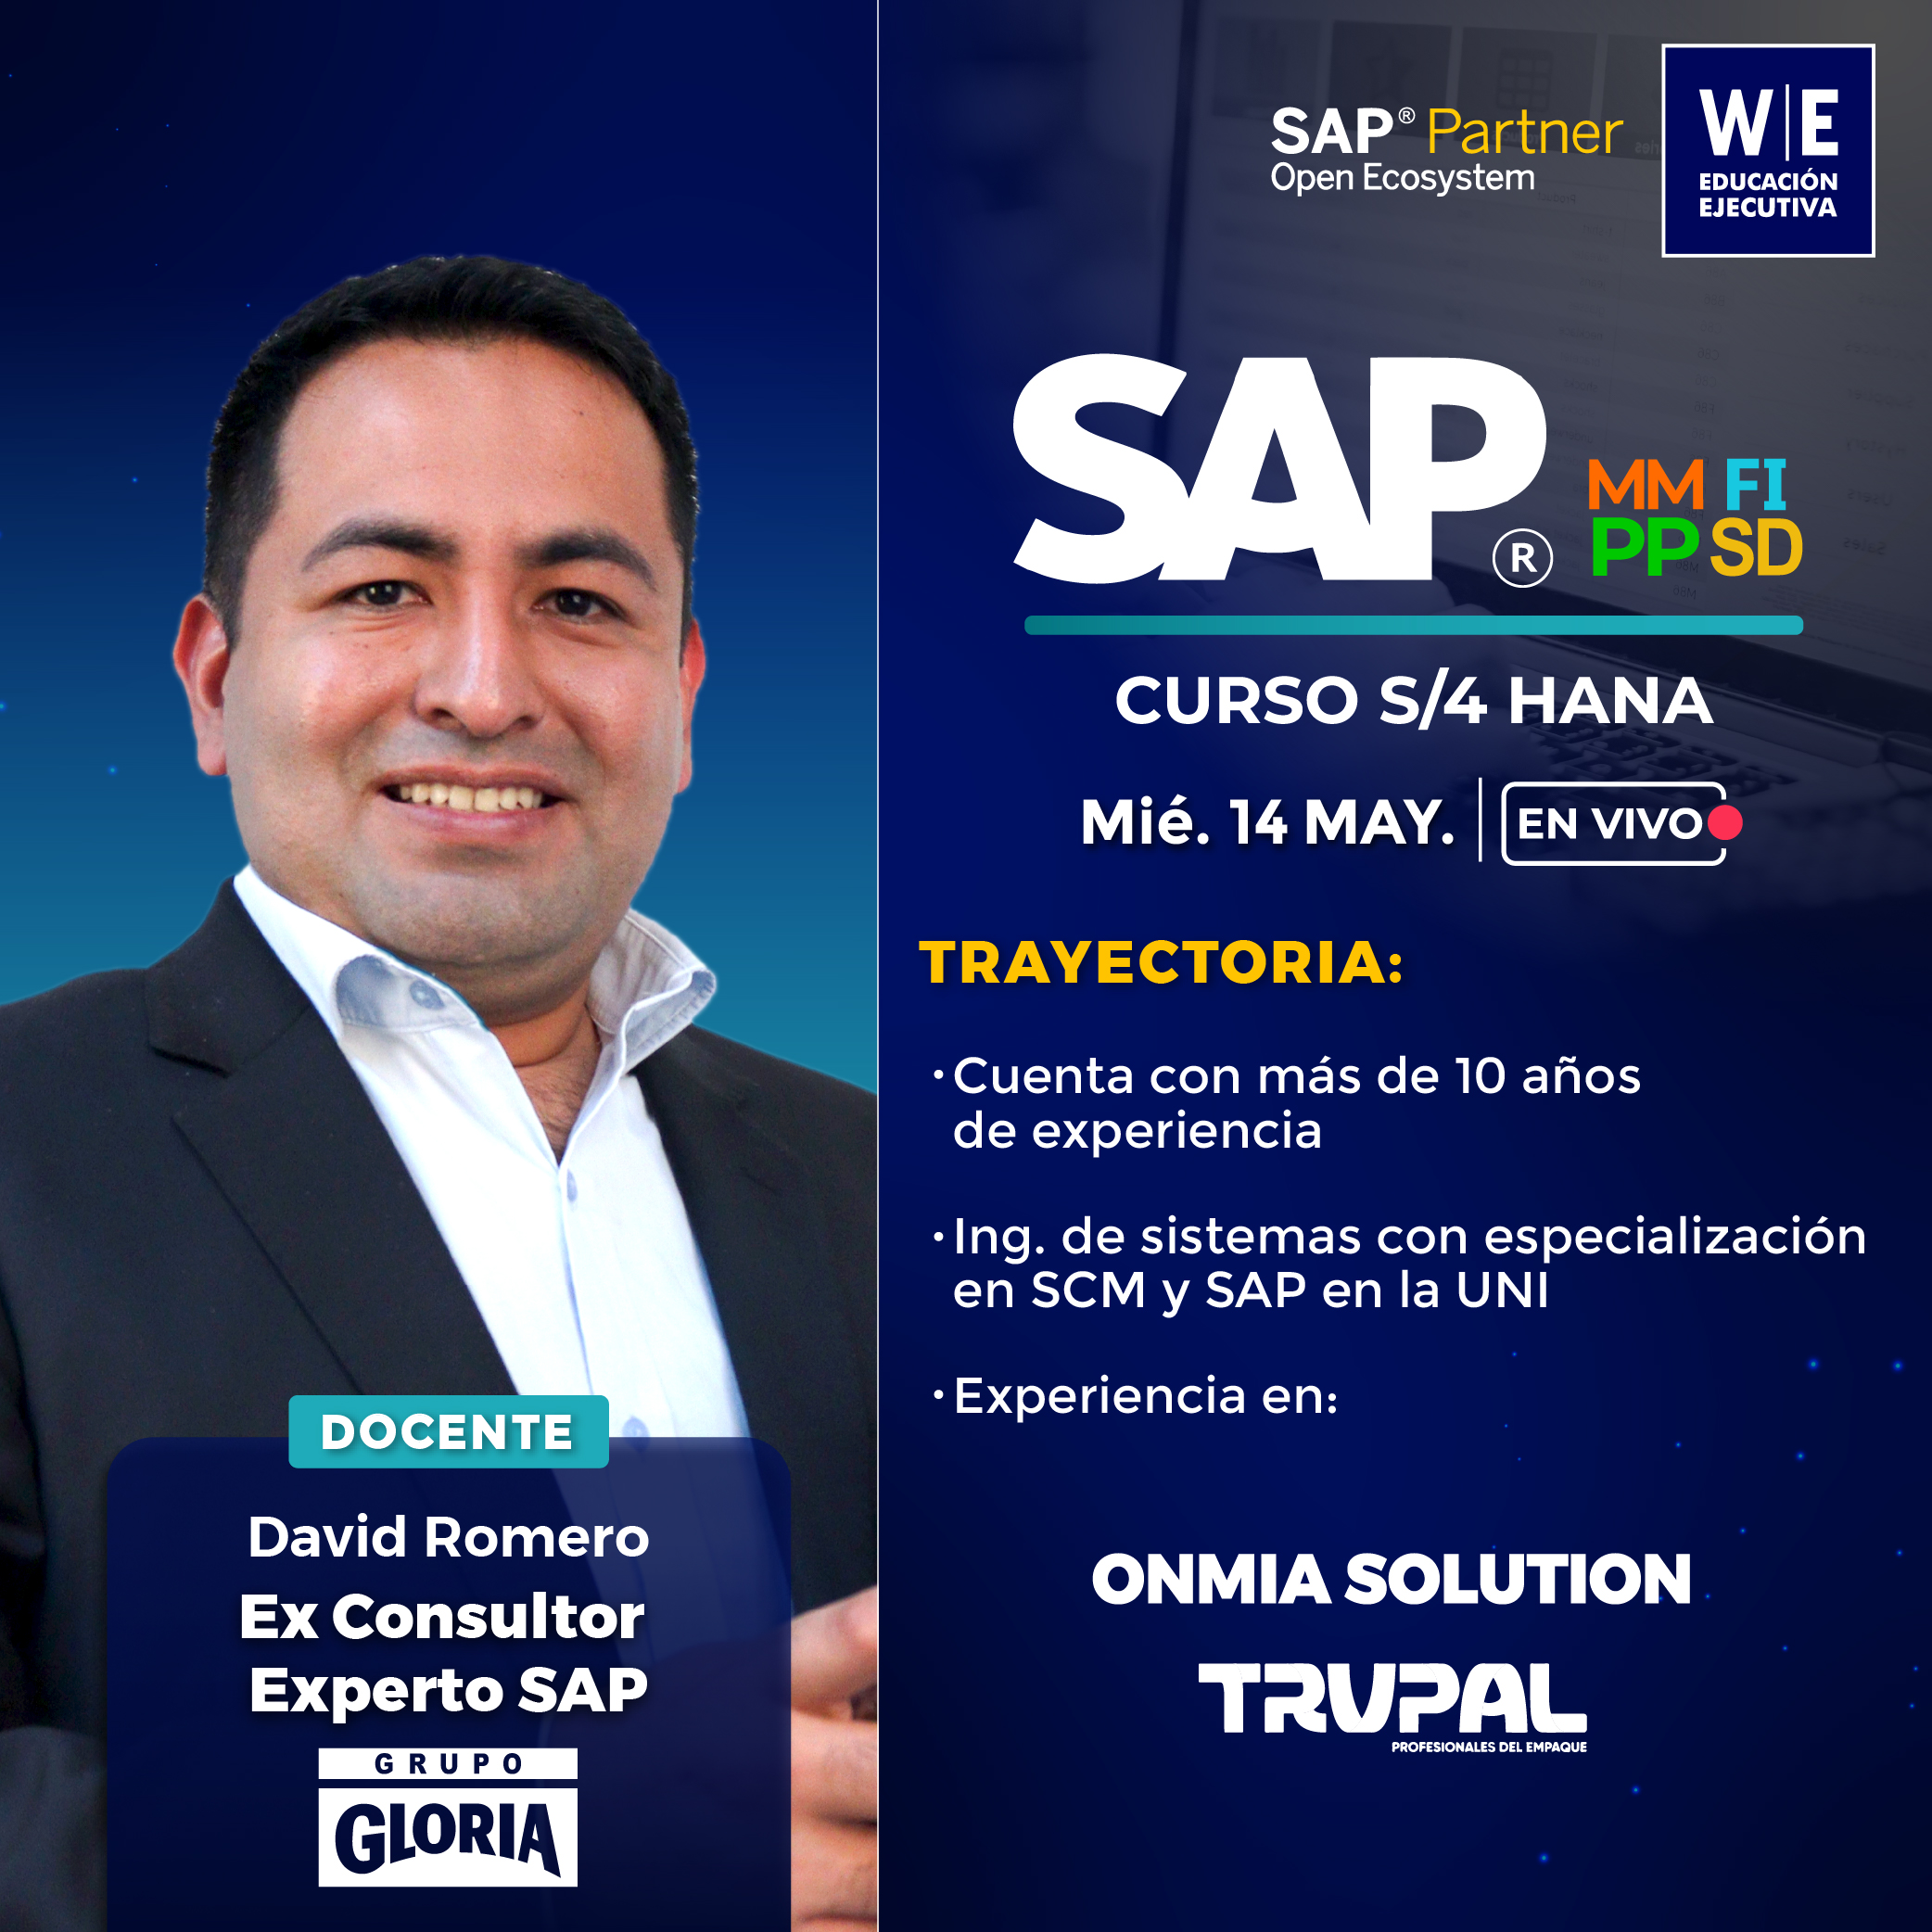 SAP® Partner
Open Ecosystem
W|E
EDUCACIÓN
EJECUTIVA
SAP®
MM FI
PP SD
CURSO S/4 HANA
Mié. 14 MAY. | EN VIVO
TRAYECTORIA:
· Cuenta con más de 10 años
de experiencia
· Ing. de sistemas con especialización
en SCM y SAP en la UNI
· Experiencia en:
ONMIA SOLUTION
TRUPAL
PROFESIONALES DEL EMPAQUE
DOCENTE
David Romero
Ex Consultor
Experto SAP
GRUPO
GLORIA